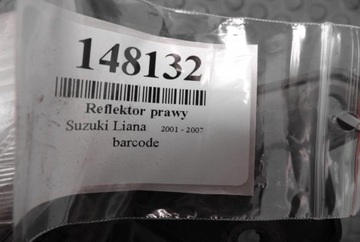 148132
Reflektor prawy
Suzuki Liana 2001 - 2007
barcode